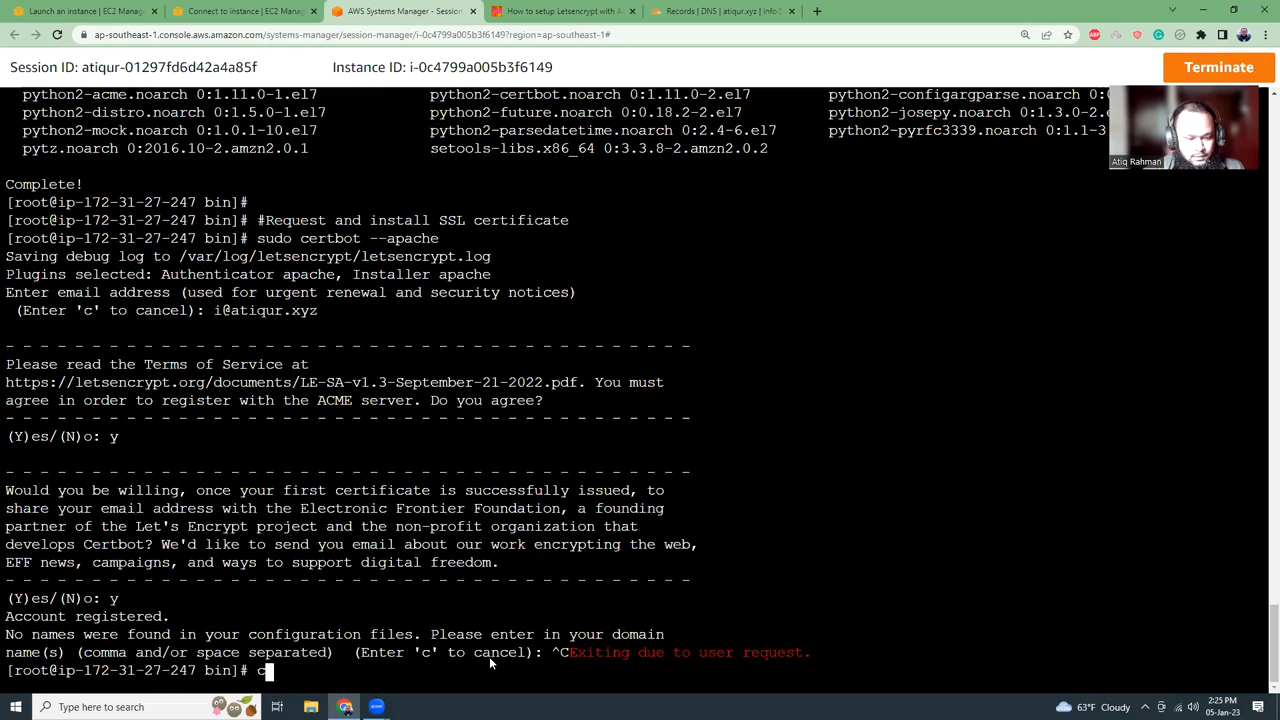 Launch an instance | EC2 Manag
Connect to instance | EC2 Manag
AWS Systems Manager - Session
How to setup Letsencrypt with A
Records | DNS | atiqur.xyz | info@
ap-southeast-1.console.aws.amazon.com/systems-manager/session-manager/i-0c4799a005b3f6149?region=ap-southeast-1#
Session ID: atiqur-01297fd6d42a4a85f
Instance ID: i-0c4799a005b3f6149
Terminate
python2-acme.noarch 0:1.11.0-1.el7 python2-certbot.noarch 0:1.11.0-2.el7 python2-configargparse.noarch 0:
python2-distro.noarch 0:1.5.0-1.el7 python2-future.noarch 0:0.18.2-2.el7 python2-josepy.noarch 0:1.3.0-2.e
python2-mock.noarch 0:1.0.1-10.el7 python2-parsedatetime.noarch 0:2.4-6.el7 python2-pyrfc3339.noarch 0:1.1-3
pytz.noarch 0:2016.10-2.amzn2.0.1 setools-libs.x86_64 0:3.3.8-2.amzn2.0.2
Atiq Rahman
Complete!
[root@ip-172-31-27-247 bin]#
[root@ip-172-31-27-247 bin]# #Request and install SSL certificate
[root@ip-172-31-27-247 bin]# sudo certbot --apache
Saving debug log to /var/log/letsencrypt/letsencrypt.log
Plugins selected: Authenticator apache, Installer apache
Enter email address (used for urgent renewal and security notices)
(Enter 'c' to cancel): i@atiqur.xyz
- - - - - - - - - - - - - - - - - - - - - - - - - - - - - - - - - - - - - - - -
Please read the Terms of Service at
https://letsencrypt.org/documents/LE-SA-v1.3-September-21-2022.pdf. You must
agree in order to register with the ACME server. Do you agree?
- - - - - - - - - - - - - - - - - - - - - - - - - - - - - - - - - - - - - - - -
(Y)es/(N)o: y
- - - - - - - - - - - - - - - - - - - - - - - - - - - - - - - - - - - - - - - -
Would you be willing, once your first certificate is successfully issued, to
share your email address with the Electronic Frontier Foundation, a founding
partner of the Let's Encrypt project and the non-profit organization that
develops Certbot? We'd like to send you email about our work encrypting the web,
EFF news, campaigns, and ways to support digital freedom.
- - - - - - - - - - - - - - - - - - - - - - - - - - - - - - - - - - - - - - - -
(Y)es/(N)o: y
Account registered.
No names were found in your configuration files. Please enter in your domain
name(s) (comma and/or space separated) (Enter 'c' to cancel): ^CExiting due to user request.
[root@ip-172-31-27-247 bin]# c
Type here to search
63°F Cloudy
2:25 PM
05-Jan-23